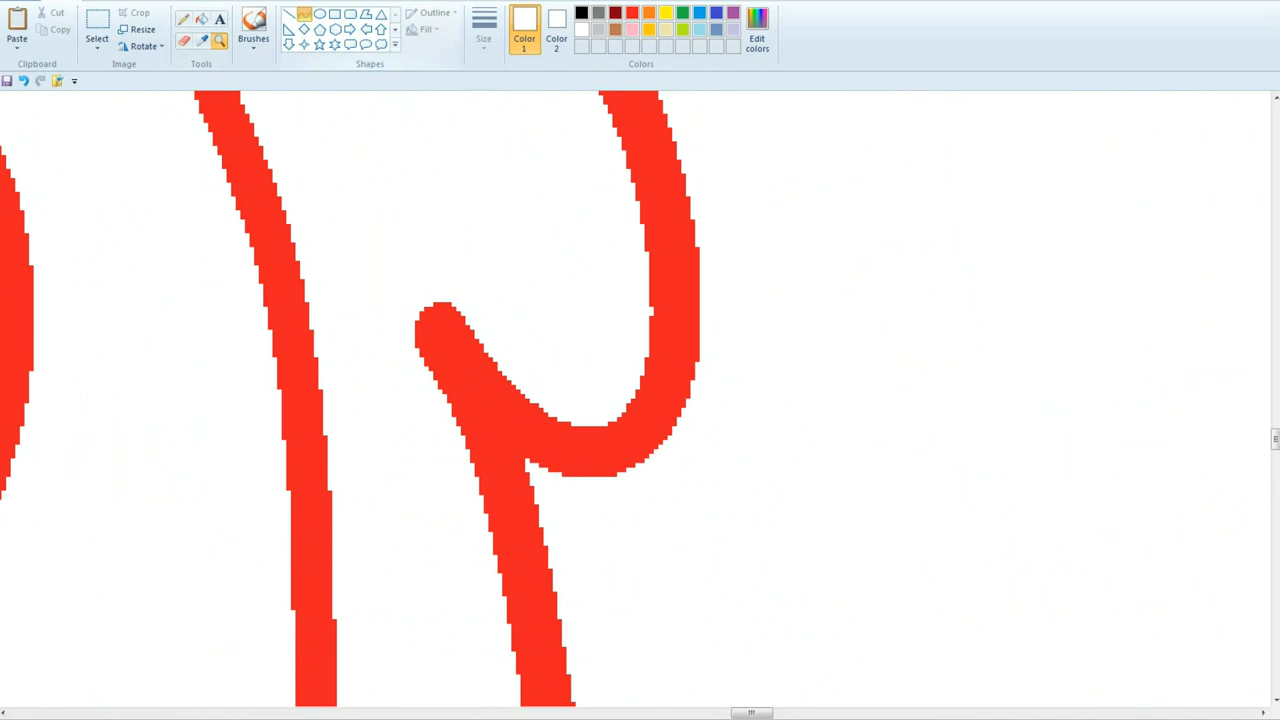 Paste
Cut
Copy
Clipboard
Select
Crop
Resize
Rotate
Image
A
Tools
Brushes
Outline
Fill
Shapes
Size
Color 1
Color 2
Edit colors
Colors